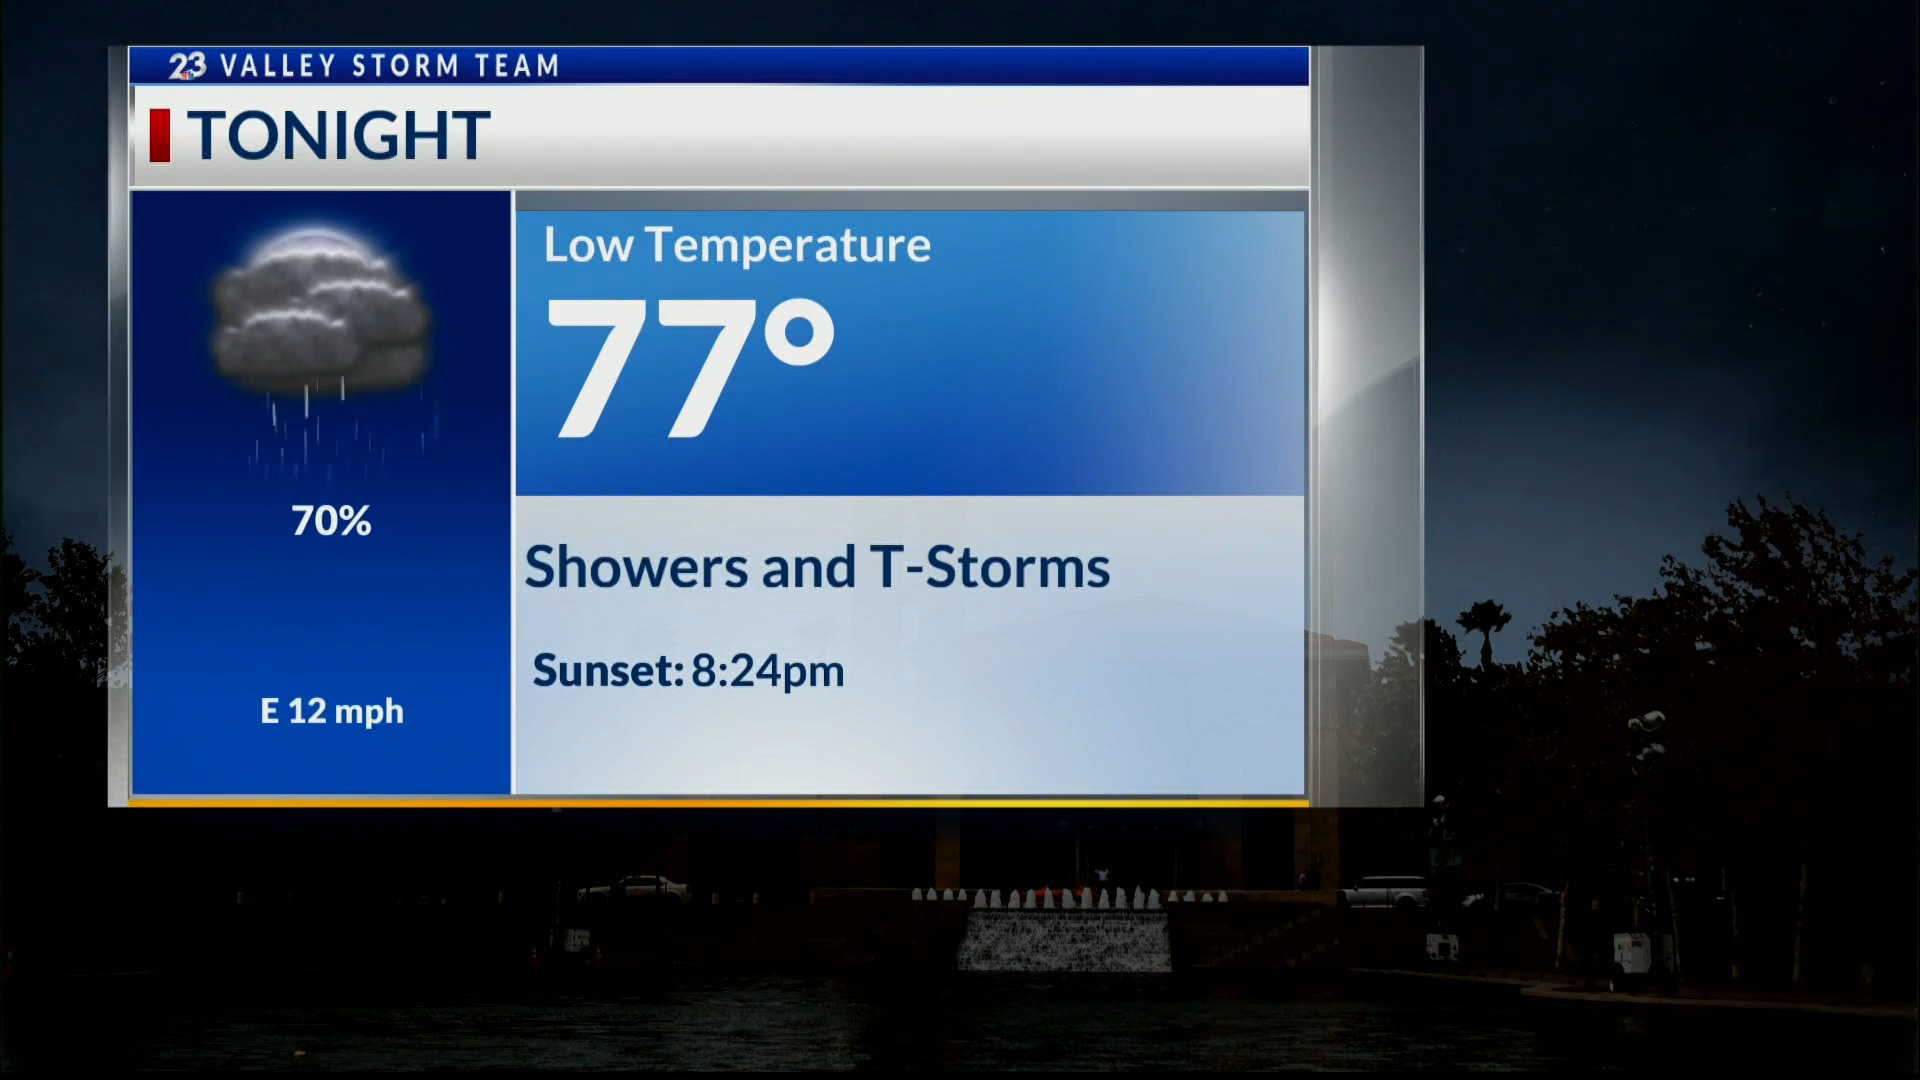 23 VALLEY STORM TEAM
TONIGHT
Low Temperature
77°
70%
Showers and T-Storms
Sunset: 8:24pm
E 12 mph